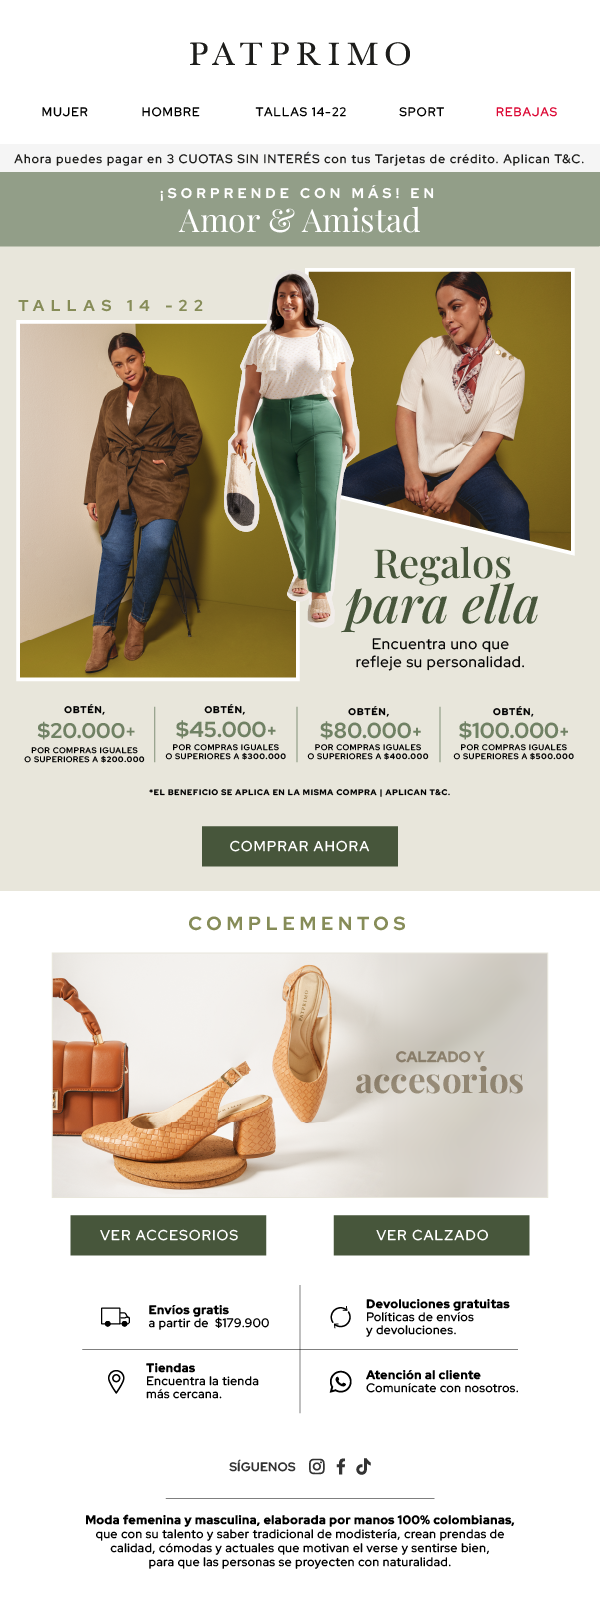 PATPRIMO
MUJER HOMBRE TALLAS 14-22 SPORT REBAJAS
Ahora puedes pagar en 3 CUOTAS SIN INTERÉS con tus Tarjetas de crédito. Aplican T&C.
¡SORPRENDE CON MÁS! EN
Amor & Amistad
TALLAS 14 -22
Regalos
para ella
Encuentra uno que
refleje su personalidad.
OBTÉN,
$20.000+
POR COMPRAS IGUALES
O SUPERIORES A $200.000
OBTÉN,
$45.000+
POR COMPRAS IGUALES
O SUPERIORES A $300.000
OBTÉN,
$80.000+
POR COMPRAS IGUALES
O SUPERIORES A $400.000
OBTÉN,
$100.000+
POR COMPRAS IGUALES
O SUPERIORES A $500.000
*EL BENEFICIO SE APLICA EN LA MISMA COMPRA | APLICAN T&C.
COMPRAR AHORA
COMPLEMENTOS
PATPRIMO
CALZADO Y
accesorios
VER ACCESORIOS
VER CALZADO
Envíos gratis
a partir de $179.900
Devoluciones gratuitas
Políticas de envíos
y devoluciones.
Tiendas
Encuentra la tienda
más cercana.
Atención al cliente
Comunícate con nosotros.
SÍGUENOS
Moda femenina y masculina, elaborada por manos 100% colombianas,
que con su talento y saber tradicional de modistería, crean prendas de
calidad, cómodas y actuales que motivan el verse y sentirse bien,
para que las personas se proyecten con naturalidad.